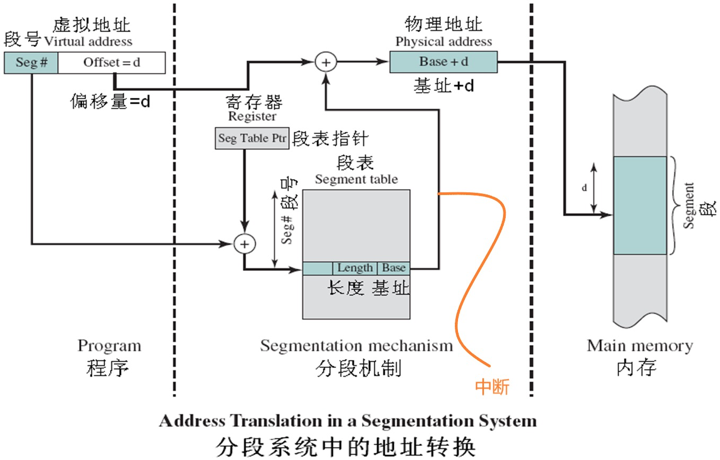 虚拟地址
段号 Virtual address
Seg # Offset = d
偏移量=d
物理地址
Physical address
Base + d
基址+d
寄存器
Register
Seg Table Ptr 段表指针
段表
Segment table
Seg# 段号
Length Base
长度 基址
d
Segment
段
Program
程序
Segmentation mechanism
分段机制
中断
Main memory
内存
Address Translation in a Segmentation System
分段系统中的地址转换